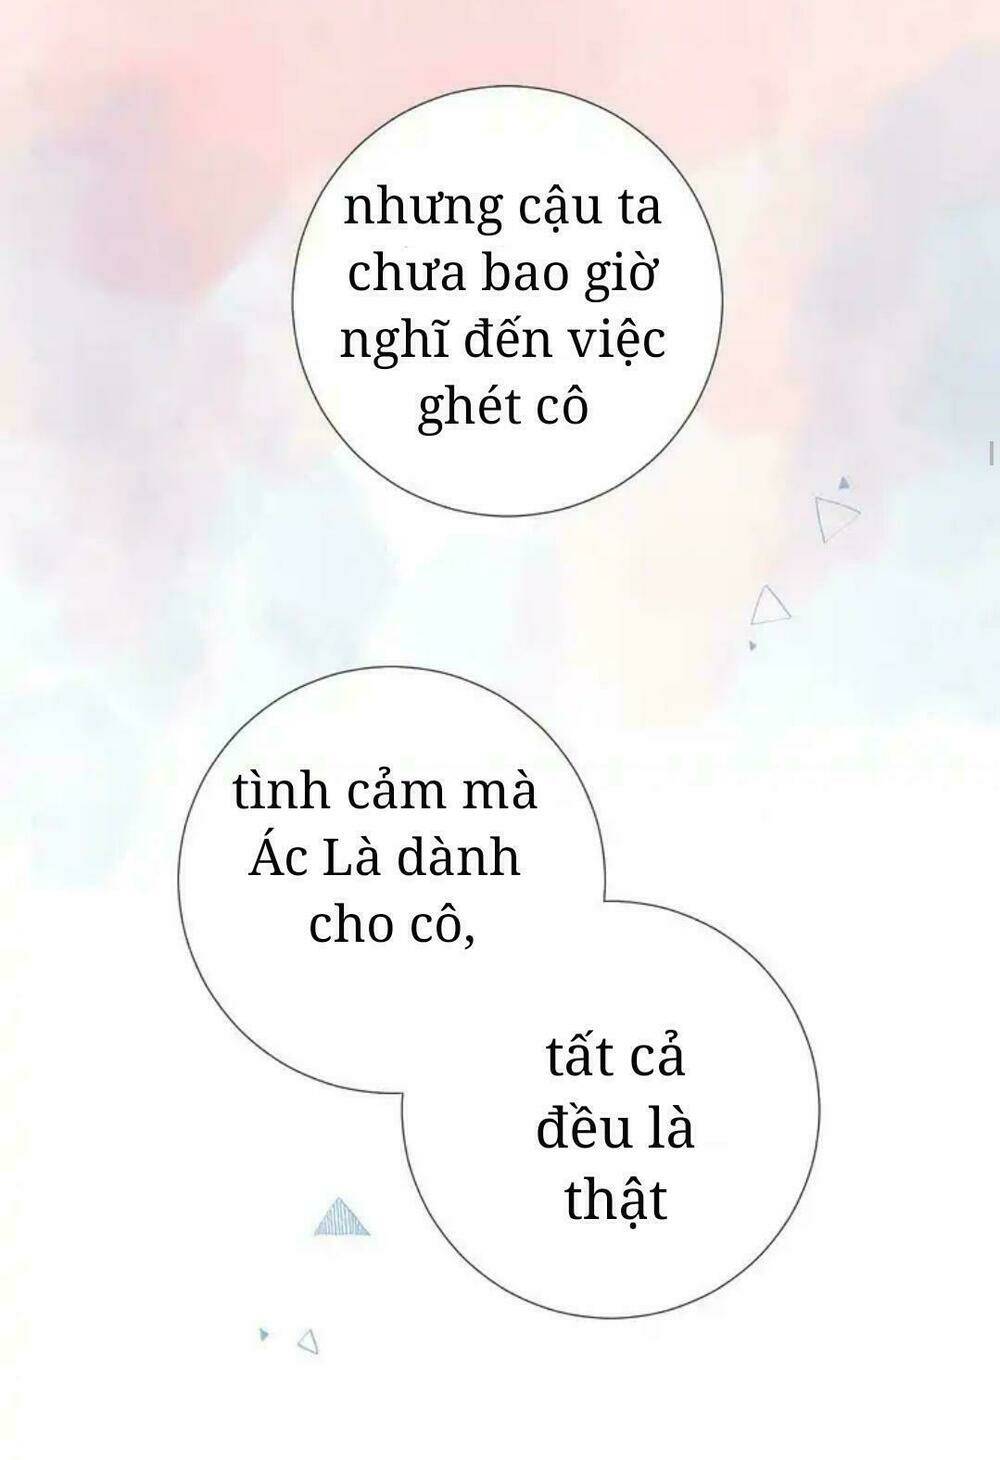 nhưng cậu ta
chưa bao giờ
nghĩ đến việc
ghét cô
tình cảm mà
Ác Là dành
cho cô,
tất cả
đều là
thật